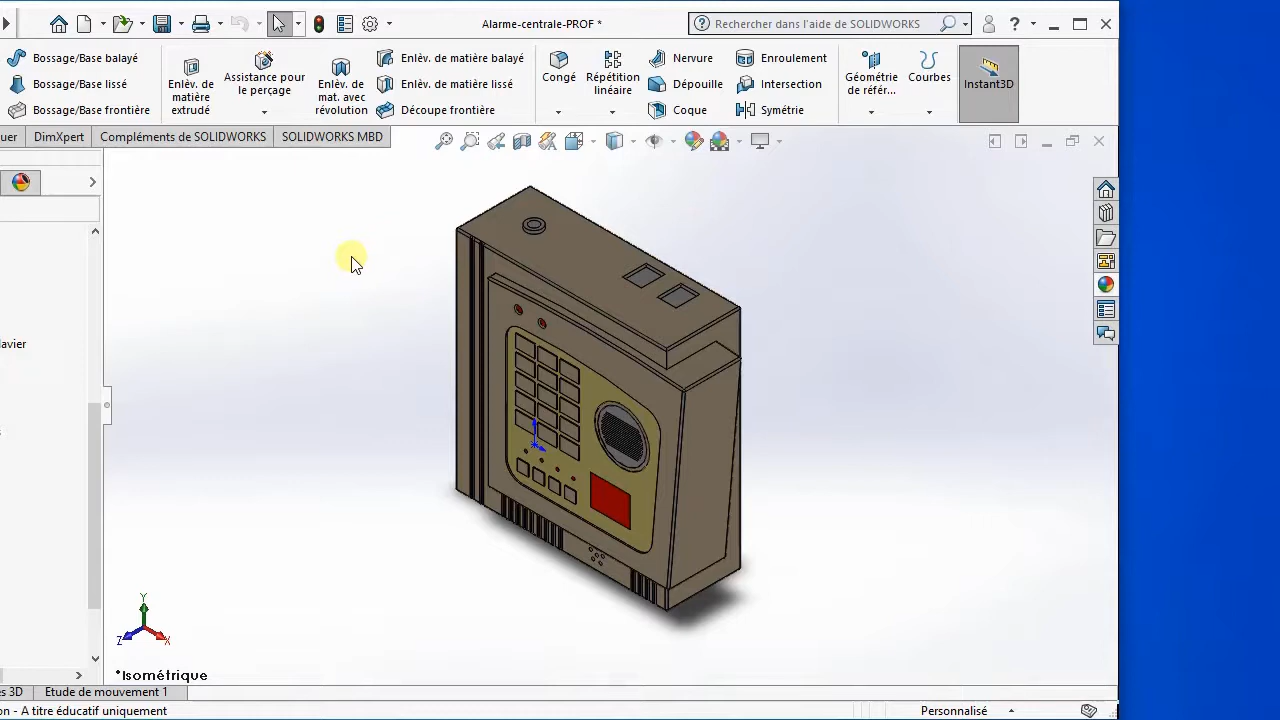 Alarme-centrale-PROF *
Rechercher dans l'aide de SOLIDWORKS
?
Bossage/Base balayé
Bossage/Base lissé
Bossage/Base frontière
Enlèv. de
matière
extrudé
Assistance pour
le perçage
Enlèv. de
mat. avec
révolution
Enlèv. de matière balayé
Enlèv. de matière lissé
Découpe frontière
Congé
Répétition
linéaire
Nervure
Dépouille
Coque
Enroulement
Intersection
Symétrie
Géométrie
de référ...
Courbes
Instant3D
uer
DimXpert
Compléments de SOLIDWORKS
SOLIDWORKS MBD
lavier
Y
Z
X
*Isométrique
es 3D
Etude de mouvement 1
on - A titre éducatif uniquement
Personnalisé